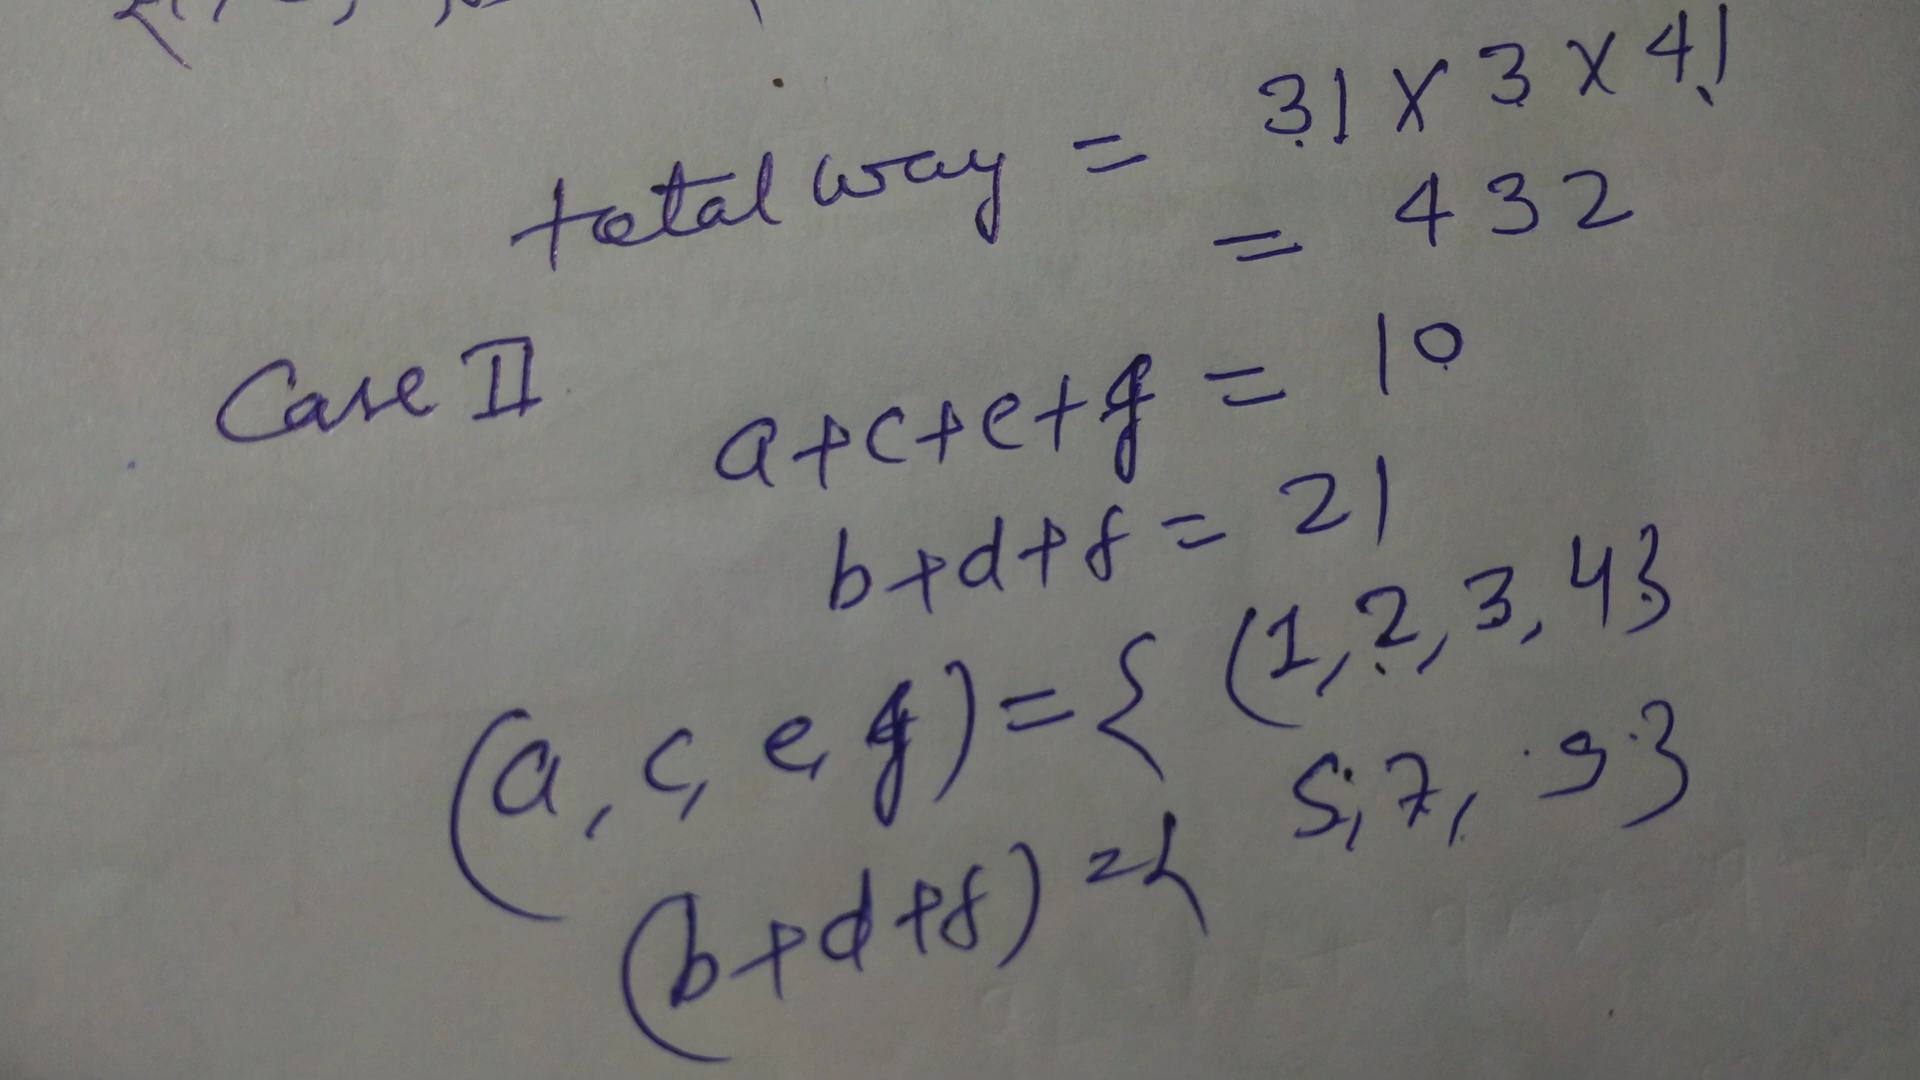 total way = 3! × 3 × 4!
= 432
Case II
a+c+e+g = 10
b+d+f = 21
(a, c, e, g) = { (1, 2, 3, 4}
(b+d+f) = { 5, 7, 9}